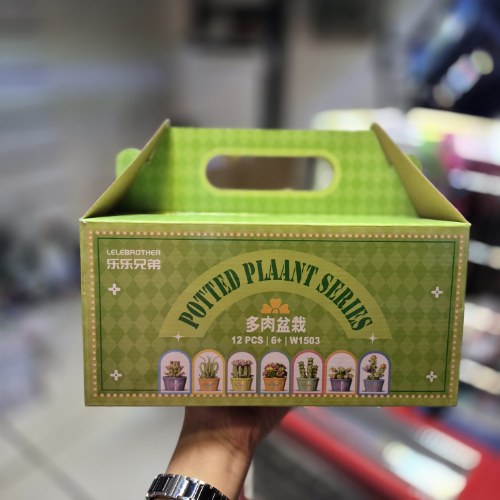 LELEBROTHER
乐乐兄弟
POTTED PLAANT SERIES
多肉盆栽
12 PCS | 6+ | W1503